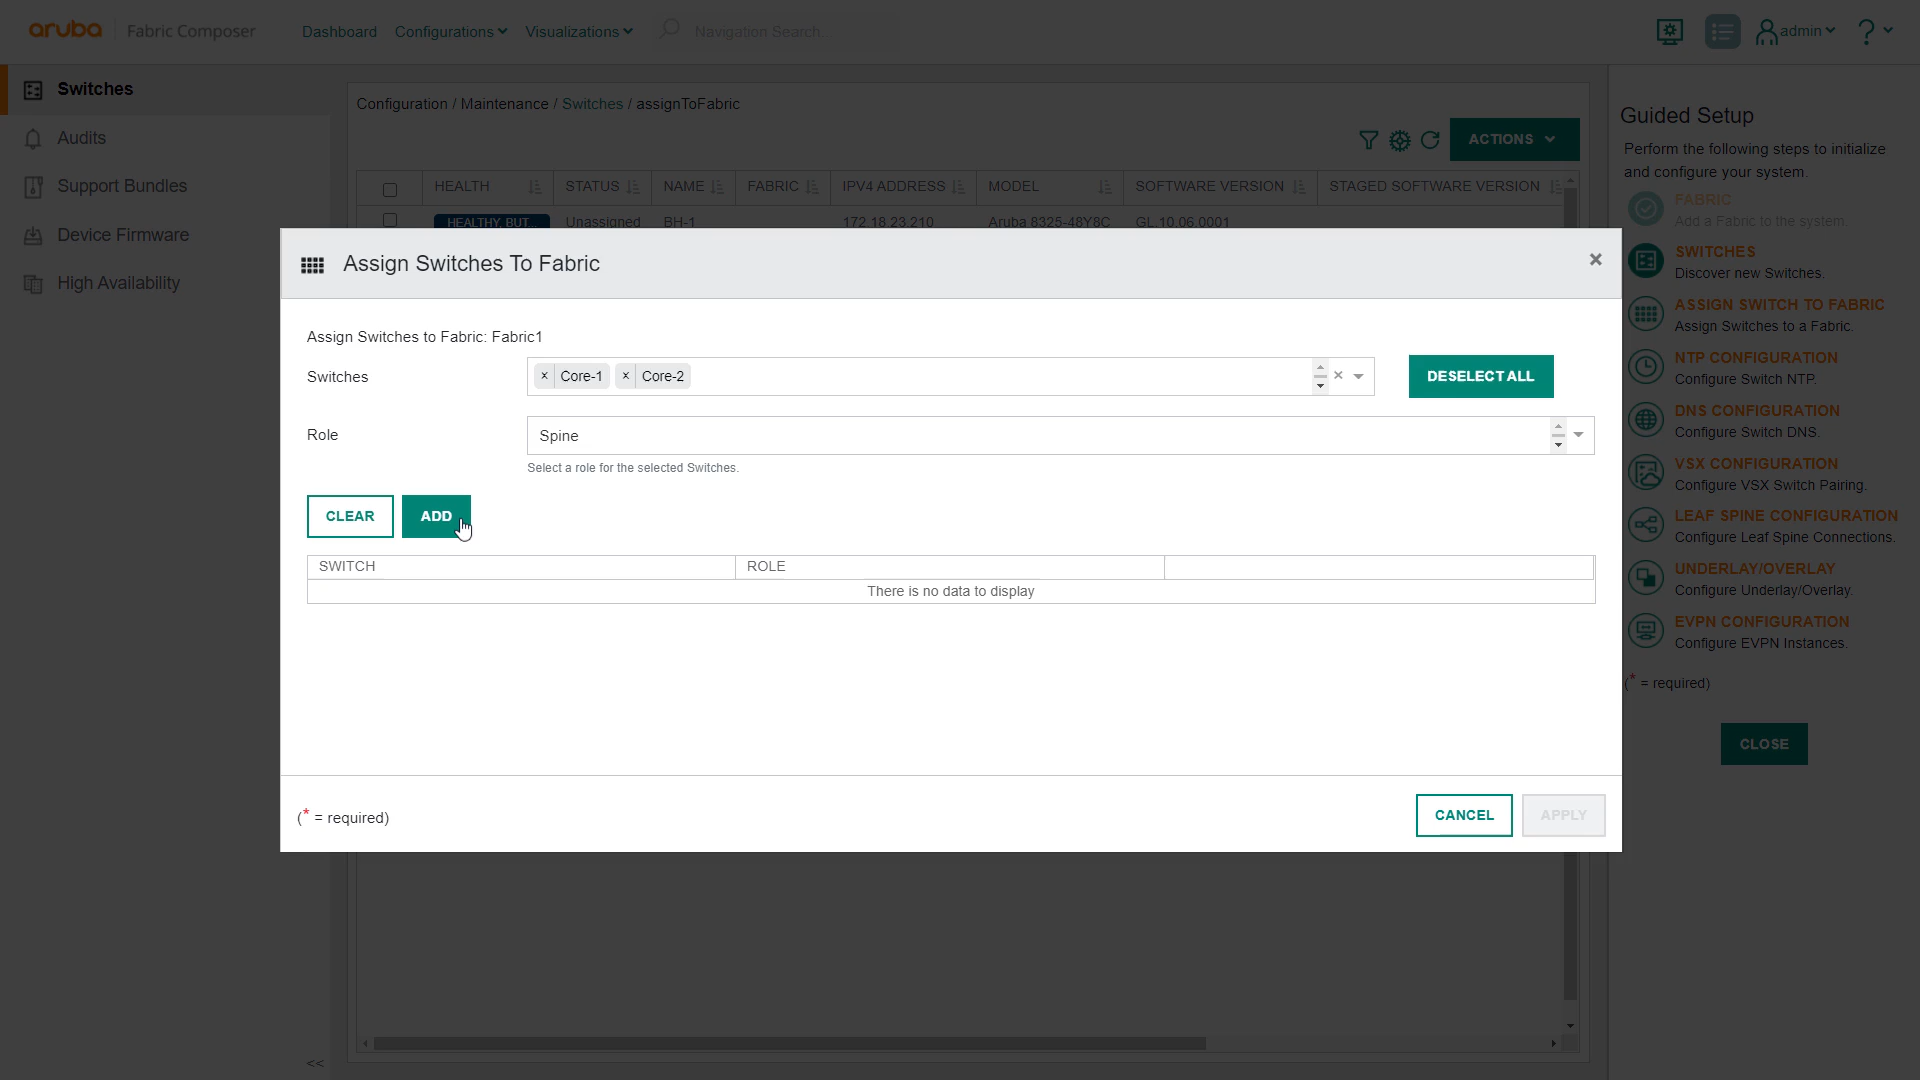 aruba Fabric Composer Dashboard Configurations Visualizations Navigation Search.. admin ?
Switches
Audits
Support Bundles
Device Firmware
High Availability
<<
Configuration / Maintenance / Switches / assignToFabric
ACTIONS
HEALTH STATUS NAME FABRIC IPV4 ADDRESS MODEL SOFTWARE VERSION STAGED SOFTWARE VERSION
HEALTHY, BUT... Unassigned BH-1 172.18.23.210 Aruba 8325-48Y8C GL.10.06.0001
Assign Switches To Fabric ×
Assign Switches to Fabric: Fabric1
Switches × Core-1 × Core-2 × DESELECT ALL
Role Spine
Select a role for the selected Switches.
CLEAR ADD
SWITCH ROLE
There is no data to display
(* = required)
CANCEL APPLY
Guided Setup
Perform the following steps to initialize
and configure your system.
FABRIC
Add a Fabric to the system.
SWITCHES
Discover new Switches.
ASSIGN SWITCH TO FABRIC
Assign Switches to a Fabric.
NTP CONFIGURATION
Configure Switch NTP.
DNS CONFIGURATION
Configure Switch DNS.
VSX CONFIGURATION
Configure VSX Switch Pairing.
LEAF SPINE CONFIGURATION
Configure Leaf Spine Connections.
UNDERLAY/OVERLAY
Configure Underlay/Overlay.
EVPN CONFIGURATION
Configure EVPN Instances.
(* = required)
CLOSE